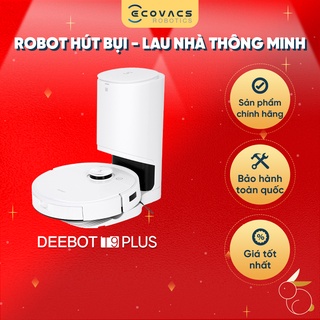 ECOVACS
ROBOTICS
ROBOT HÚT BỤI - LAU NHÀ THÔNG MINH
Sản phẩm
chính hãng
Bảo hành
toàn quốc
%
Giá tốt
nhất
DEEBOT T9 PLUS